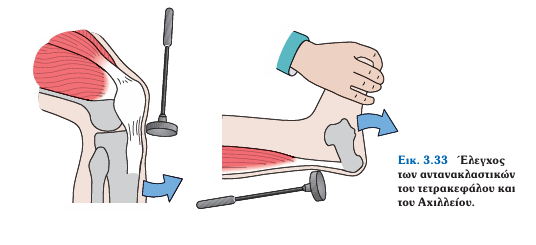 Εικ. 3.33 Έλεγχος
των αντανακλαστικών
του τετρακεφάλου και
του Αχιλλείου.